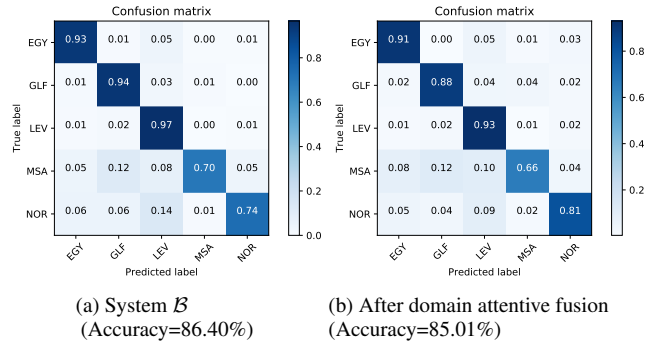 Confusion matrix
EGY 0.93 0.01 0.05 0.00 0.01
GLF 0.01 0.94 0.03 0.01 0.00
LEV 0.01 0.02 0.97 0.00 0.01
MSA 0.05 0.12 0.08 0.70 0.05
NOR 0.06 0.06 0.14 0.01 0.74
EGY GLF LEV MSA NOR
True label
Predicted label
0.8
0.6
0.4
0.2
0.0
(a) System ℬ
(Accuracy=86.40%)
Confusion matrix
EGY 0.91 0.00 0.05 0.01 0.03
GLF 0.02 0.88 0.04 0.04 0.02
LEV 0.01 0.02 0.93 0.01 0.02
MSA 0.08 0.12 0.10 0.66 0.04
NOR 0.05 0.04 0.09 0.02 0.81
EGY GLF LEV MSA NOR
True label
Predicted label
0.8
0.6
0.4
0.2
(b) After domain attentive fusion
(Accuracy=85.01%)